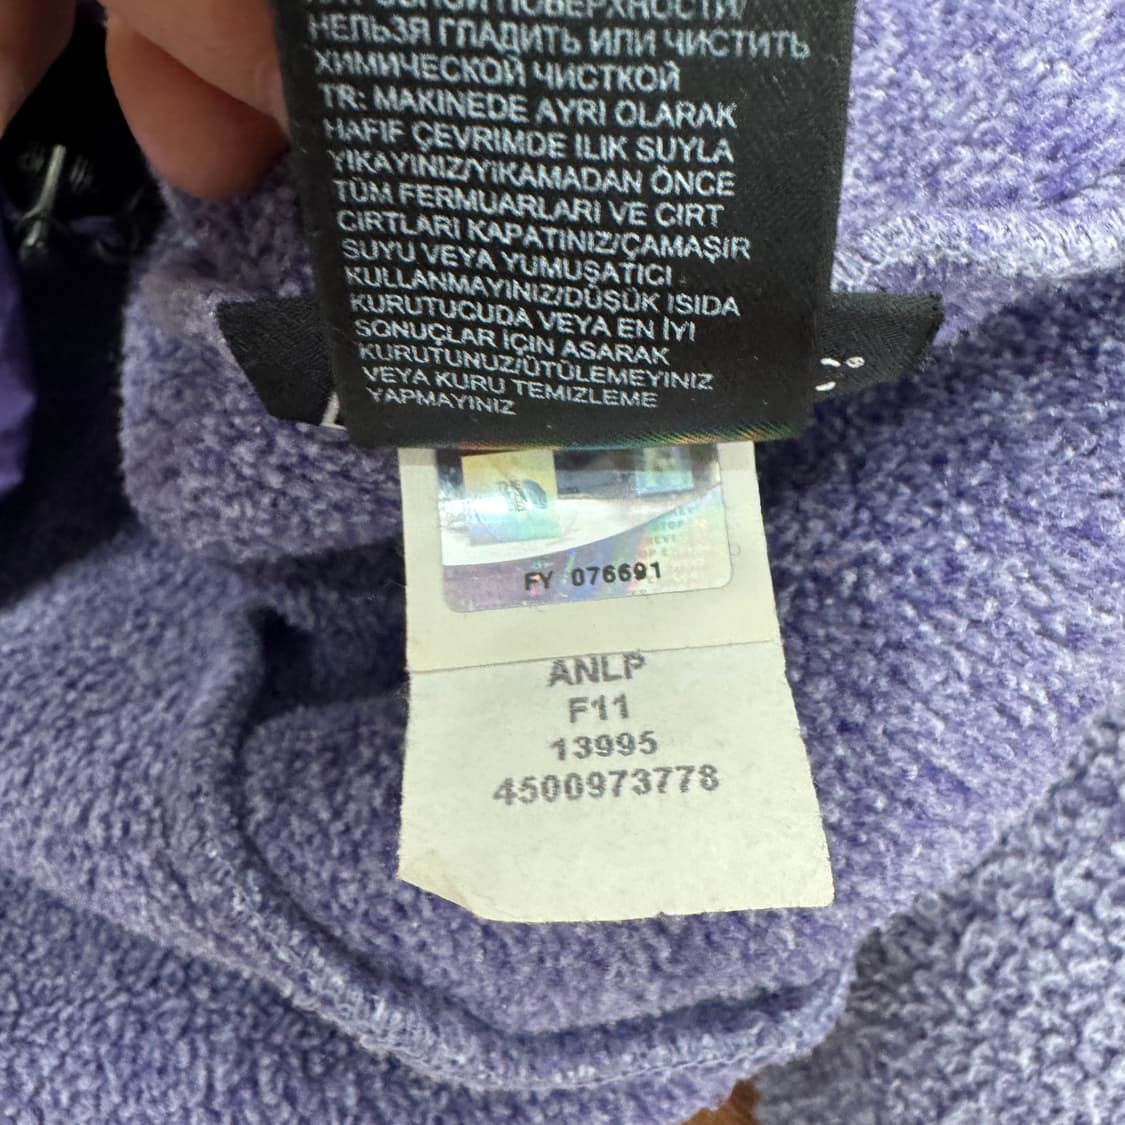 НЕЛЬЗЯ ГЛАДИТЬ ИЛИ ЧИСТИТЬ
ХИМИЧЕСКОЙ ЧИСТКОЙ
TR: MAKINEDE AYRI OLARAK
HAFIF ÇEVRIMDE ILIK SUYLA
YIKAYINIZ/YIKAMADAN ÖNCE
TÜM FERMUARLARI VE CIRT
CIRTLARI KAPATINIZ/ÇAMAŞIR
SUYU VEYA YUMUŞATICI
KULLANMAYINIZ/DÜŞÜK ISIDA
KURUTUCUDA VEYA EN İYİ
SONUÇLAR İÇİN ASARAK
KURUTUNUZ/ÜTÜLEMEYINIZ
VEYA KURU TEMIZLEME
YAPMAYINIZ
FY 076691
ANLP
F11
13995
4500973778